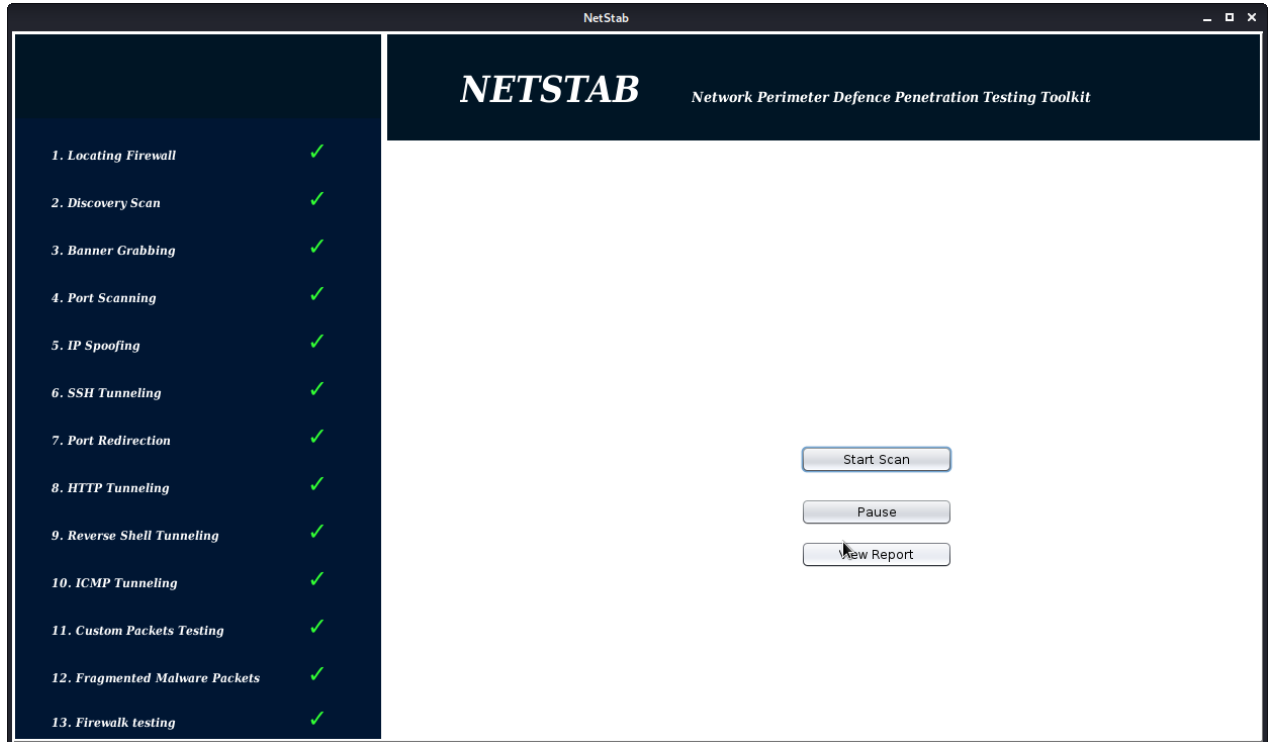 NetStab
NETSTAB Network Perimeter Defence Penetration Testing Toolkit
1. Locating Firewall ✓
2. Discovery Scan ✓
3. Banner Grabbing ✓
4. Port Scanning ✓
5. IP Spoofing ✓
6. SSH Tunneling ✓
7. Port Redirection ✓
8. HTTP Tunneling ✓
9. Reverse Shell Tunneling ✓
10. ICMP Tunneling ✓
11. Custom Packets Testing ✓
12. Fragmented Malware Packets ✓
13. Firewalk testing ✓
Start Scan
Pause
View Report